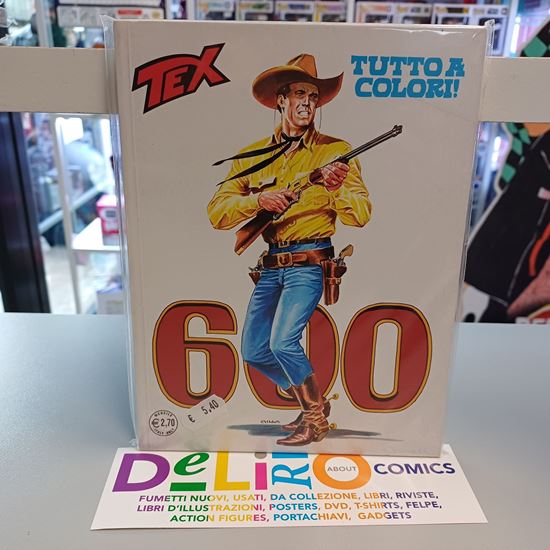 TEX
TUTTO A
COLORI!
600
MENSILE
€ 2,70
€ 5,40
DeLiRiO
ABOUT
COMICS
FUMETTI NUOVI, USATI, DA COLLEZIONE, LIBRI, RIVISTE,
LIBRI D'ILLUSTRAZIONI, POSTERS, DVD, T-SHIRTS, FELPE,
ACTION FIGURES, PORTACHIAVI, GADGETS